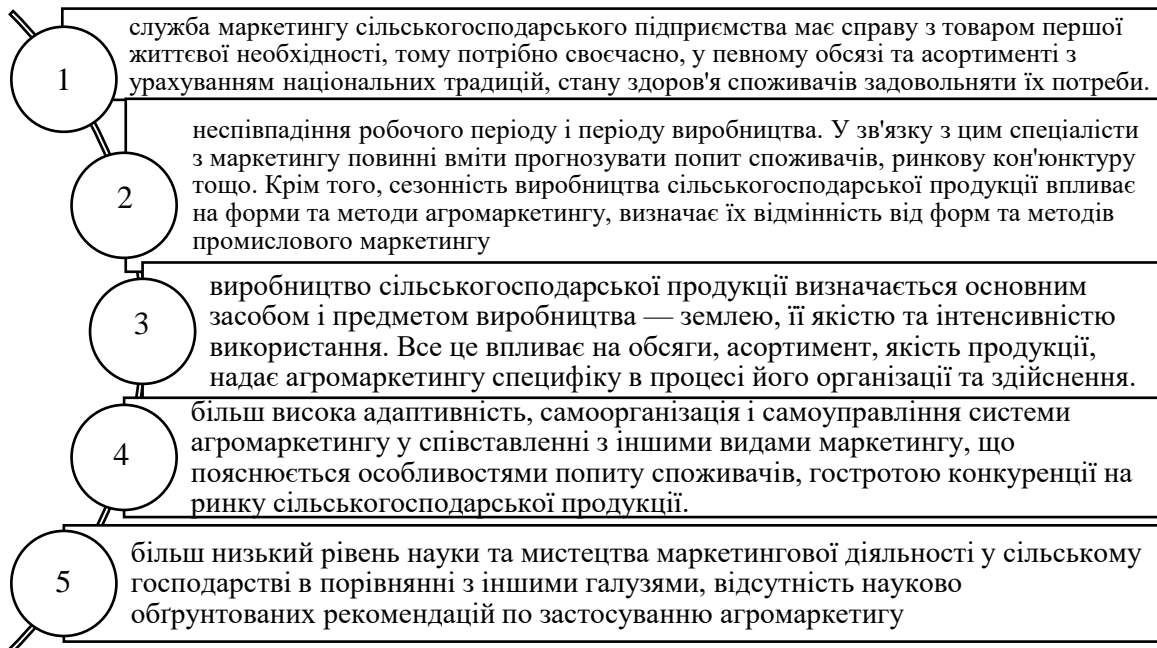 1
служба маркетингу сільськогосподарського підприємства має справу з товаром першої
життєвої необхідності, тому потрібно своєчасно, у певному обсязі та асортименті з
урахуванням національних традицій, стану здоров'я споживачів задовольняти їх потреби.
2
неспівпадіння робочого періоду і періоду виробництва. У зв'язку з цим спеціалісти
з маркетингу повинні вміти прогнозувати попит споживачів, ринкову кон'юнктуру
тощо. Крім того, сезонність виробництва сільськогосподарської продукції впливає
на форми та методи агромаркетингу, визначає їх відмінність від форм та методів
промислового маркетингу
3
виробництво сільськогосподарської продукції визначається основним
засобом і предметом виробництва — землею, її якістю та інтенсивністю
використання. Все це впливає на обсяги, асортимент, якість продукції,
надає агромаркетингу специфіку в процесі його організації та здійснення.
4
більш висока адаптивність, самоорганізація і самоуправління системи
агромаркетингу у співставленні з іншими видами маркетингу, що
пояснюється особливостями попиту споживачів, гостротою конкуренції на
ринку сільськогосподарської продукції.
5
більш низький рівень науки та мистецтва маркетингової діяльності у сільському
господарстві в порівнянні з іншими галузями, відсутність науково
обґрунтованих рекомендацій по застосуванню агромаркетигу